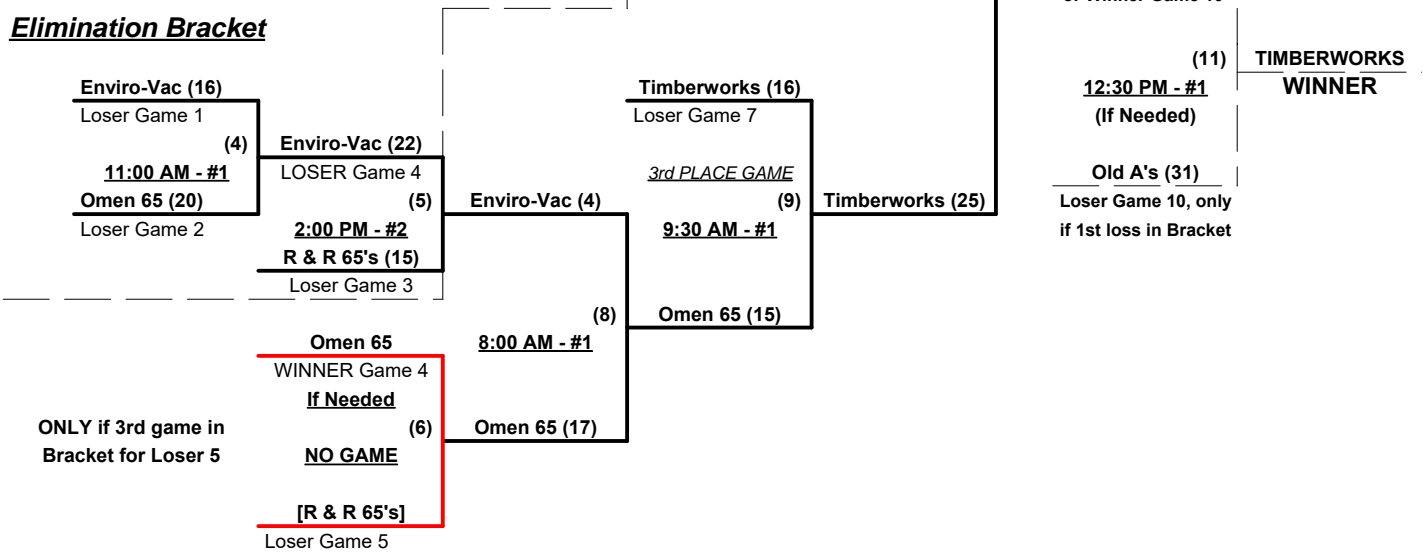 or Winner Game 10
Elimination Bracket
(11)
TIMBERWORKS
Enviro-Vac (16)
Timberworks (16)
12:30 PM - #1
WINNER
Loser Game 1
Loser Game 7
(If Needed)
(4)
Enviro-Vac (22)
11:00 AM - #1
LOSER Game 4
3rd PLACE GAME
Old A's (31)
Omen 65 (20)
(5)
Enviro-Vac (4)
(9)
Timberworks (25)
Loser Game 10, only
Loser Game 2
2:00 PM - #2
9:30 AM - #1
if 1st loss in Bracket
R & R 65's (15)
Loser Game 3
(8)
Omen 65 (15)
Omen 65
8:00 AM - #1
WINNER Game 4
If Needed
ONLY if 3rd game in
(6)
Omen 65 (17)
Bracket for Loser 5
NO GAME
[R & R 65's]
Loser Game 5